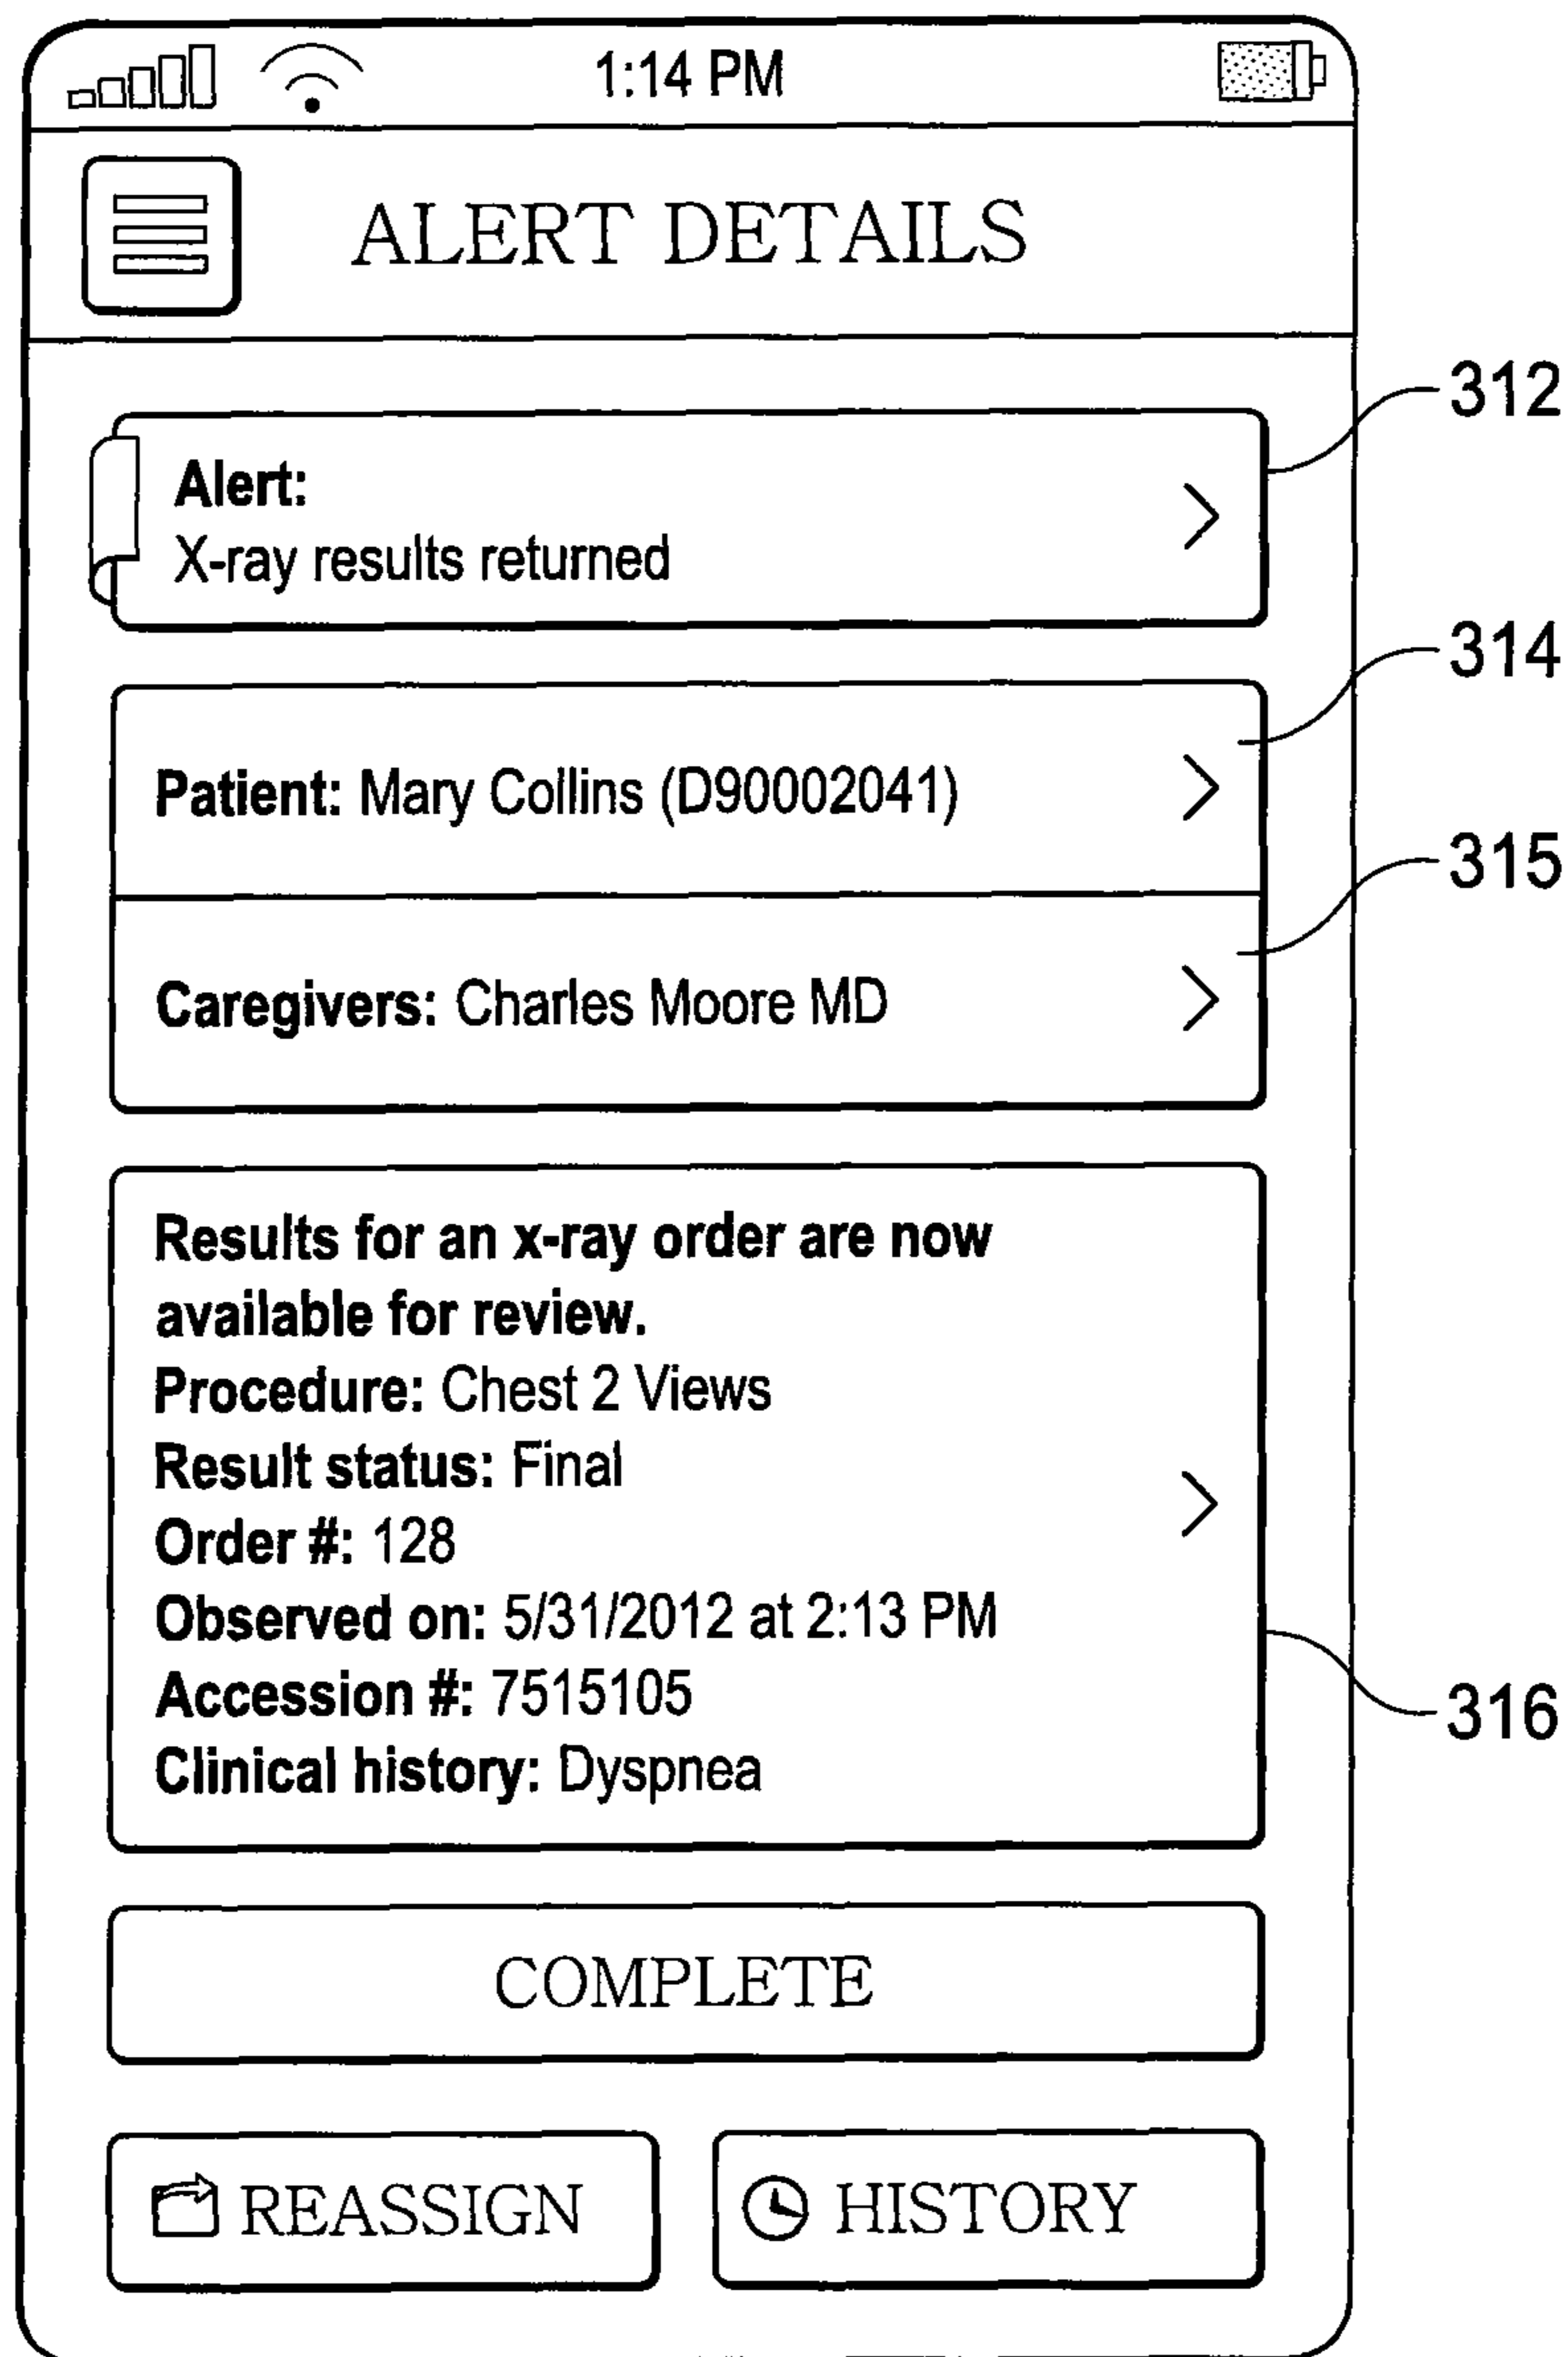 1:14 PM
ALERT DETAILS
312
Alert:
X-ray results returned
314
Patient: Mary Collins (D90002041)
315
Caregivers: Charles Moore MD
Results for an x-ray order are now
available for review.
Procedure: Chest 2 Views
Result status: Final
Order #: 128
Observed on: 5/31/2012 at 2:13 PM
Accession #: 7515105
316
Clinical history: Dyspnea
COMPLETE
REASSIGN
HISTORY